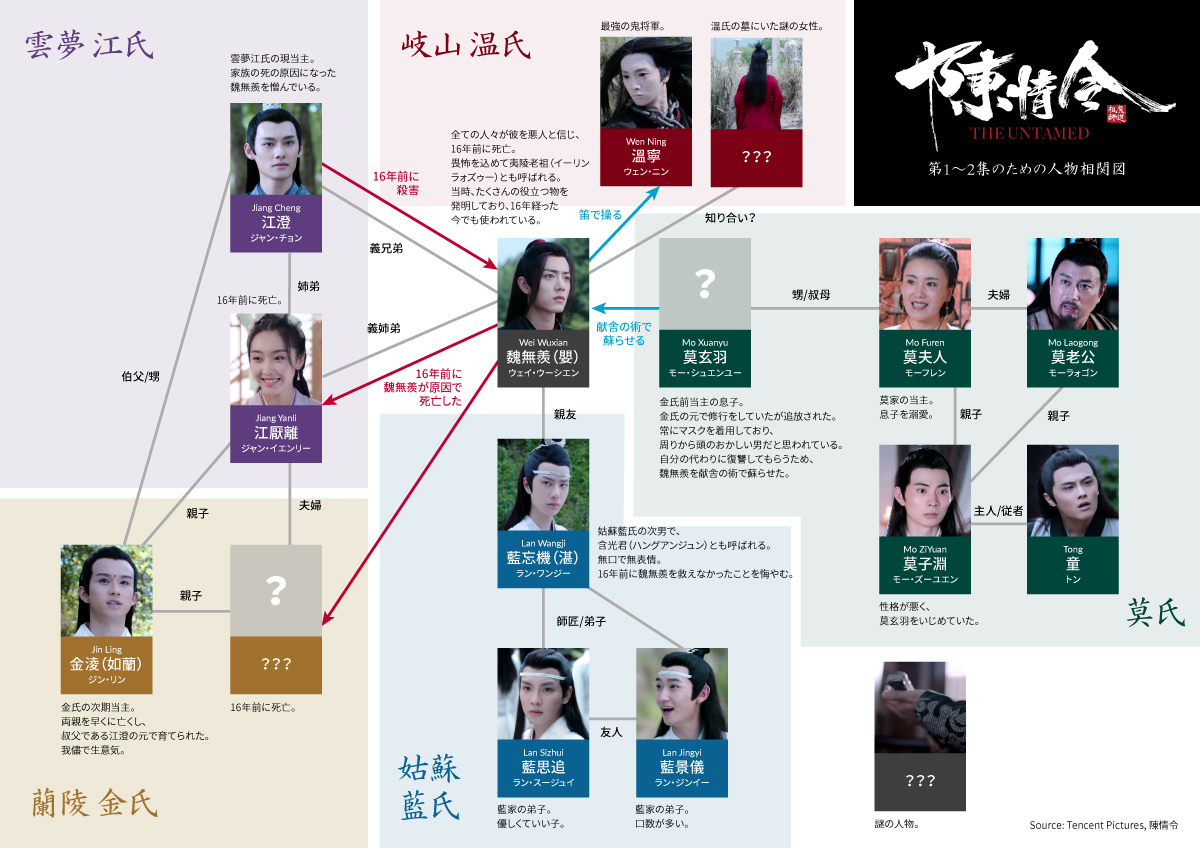 雲夢 江氏
雲夢江氏の現当主。
家族の死の原因になった
魏無羨を憎んでいる。
Jiang Cheng
江澄
ジャン・チョン
姉弟
16年前に死亡。
Jiang Yanli
江厭離
ジャン・イエンリー
伯父/甥
親子
夫婦
16年前に
殺害
義兄弟
義姉弟
16年前に
魏無羨が原因で
死亡した
岐山 温氏
最強の鬼将軍。
Wen Ning
溫寧
ウェン・ニン
温氏の墓にいた謎の女性。
???
全ての人々が彼を悪人と信じ、
16年前に死亡。
畏怖を込めて夷陵老祖（イーリン
ラォズゥー）とも呼ばれる。
当時、たくさんの役立つ物を
発明しており、16年経った
今でも使われている。
笛で操る
知り合い?
Wei Wuxian
魏無羨（嬰）
ウェイ・ウーシエン
献舎の術で
蘇らせる
陳情令
THE UNTAMED
第1～2集のための人物相関図
?
Mo Xuanyu
莫玄羽
モー・シュエンユー
金氏前当主の息子。
金氏の元で修行をしていたが追放された。
常にマスクを着用しており、
周りから頭のおかしい男だと思われている。
自分の代わりに復讐してもらうため、
魏無羨を献舎の術で蘇らせた。
甥/叔母
Mo Furen
莫夫人
モーフレン
莫家の当主。
息子を溺愛。
夫婦
Mo Laogong
莫老公
モーラォゴン
親子
親子
Mo ZiYuan
莫子淵
モー・ズーユエン
性格が悪く、
莫玄羽をいじめていた。
主人/従者
Tong
童
トン
莫氏
親友
Lan Wangji
藍忘機（湛）
ラン・ワンジー
姑蘇藍氏の次男で、
含光君（ハングアンジュン）とも呼ばれる。
無口で無表情。
16年前に魏無羨を救えなかったことを悔やむ。
師匠/弟子
Lan Sizhui
藍思追
ラン・スージュイ
藍家の弟子。
優しくていい子。
友人
Lan Jingyi
藍景儀
ラン・ジンイー
藍家の弟子。
口数が多い。
姑蘇
藍氏
Jin Ling
金淩（如蘭）
ジン・リン
金氏の次期当主。
両親を早くに亡くし、
叔父である江澄の元で育てられた。
我儘で生意気。
親子
?
???
16年前に死亡。
蘭陵 金氏
???
謎の人物。
Source: Tencent Pictures, 陳情令